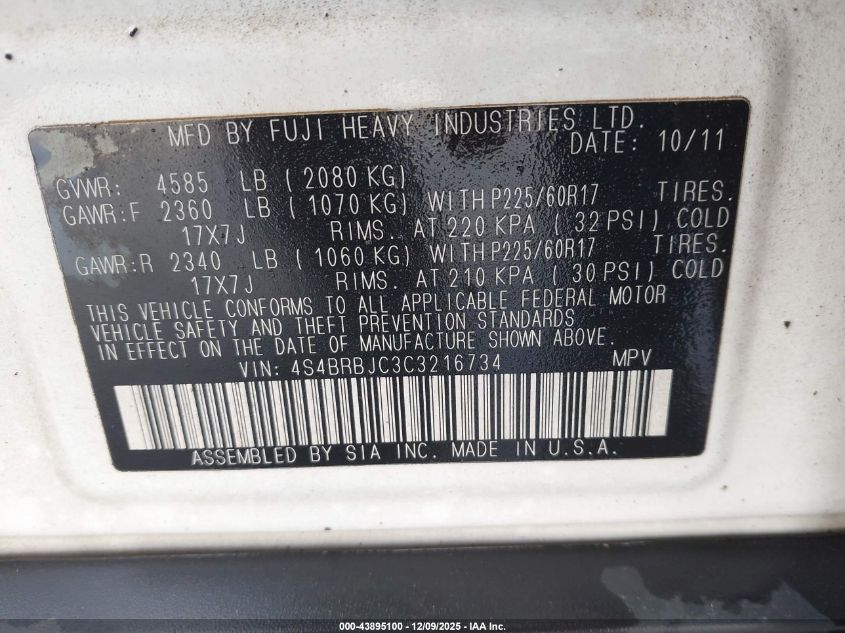 MFD BY FUJI HEAVY INDUSTRIES LTD.
DATE: 10/11
GVWR: 4585 LB ( 2080 KG)
GAWR:F 2360 LB ( 1070 KG) WITH P225/60R17 TIRES.
17X7J RIMS. AT 220 KPA ( 32 PSI) COLD
GAWR:R 2340 LB ( 1060 KG) WITH P225/60R17 TIRES.
17X7J RIMS. AT 210 KPA ( 30 PSI) COLD
THIS VEHICLE CONFORMS TO ALL APPLICABLE FEDERAL MOTOR
VEHICLE SAFETY AND THEFT PREVENTION STANDARDS
IN EFFECT ON THE DATE OF MANUFACTURE SHOWN ABOVE.
VIN: 4S4BRBJC3C3216734 MPV
ASSEMBLED BY SIA INC. MADE IN U.S.A.
000-43895100 - 12/09/2025 - IAA Inc.